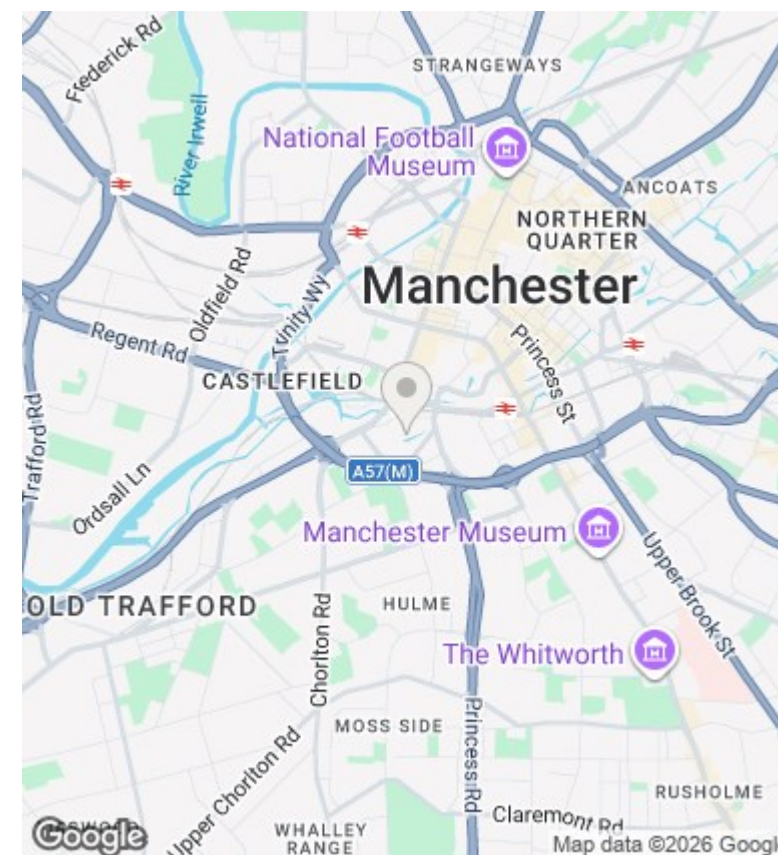 Frederick Rd
STRANGEWAYS
River Irwell
National Football
Museum
ANCOATS
NORTHERN
QUARTER
Oldfield Rd
Manchester
Trinity Wy
Regent Rd
Princess St
CASTLEFIELD
Trafford Rd
A57(M)
Ordsall Ln
Manchester Museum
Upper Brook St
OLD TRAFFORD
HULME
Chorlton Rd
The Whitworth
MOSS SIDE
Princess Rd
Upper Chorlton Rd
RUSHOLME
Claremont Rd
WHALLEY
RANGE
Google
Map data ©2026 Googl